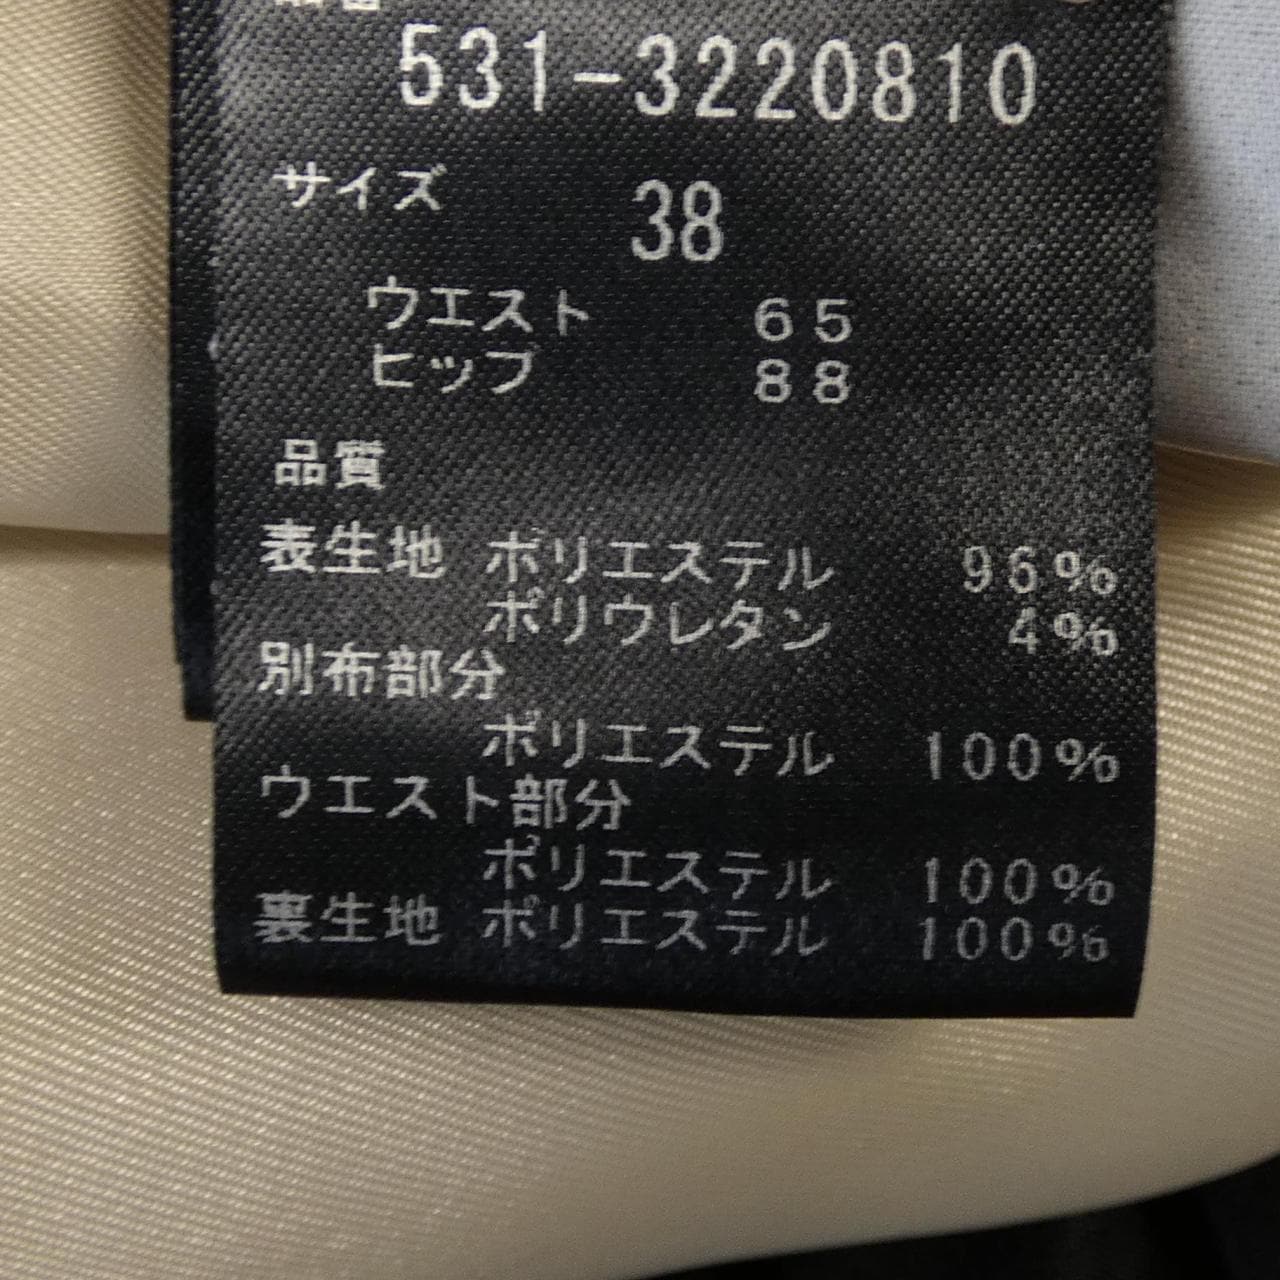 531-3220810
サイズ 38
ウエスト 65
ヒップ 88
品質
表生地 ポリエステル 96%
ポリウレタン 4%
別布部分
ポリエステル 100%
ウエスト部分
ポリエステル 100%
裏生地 ポリエステル 100%